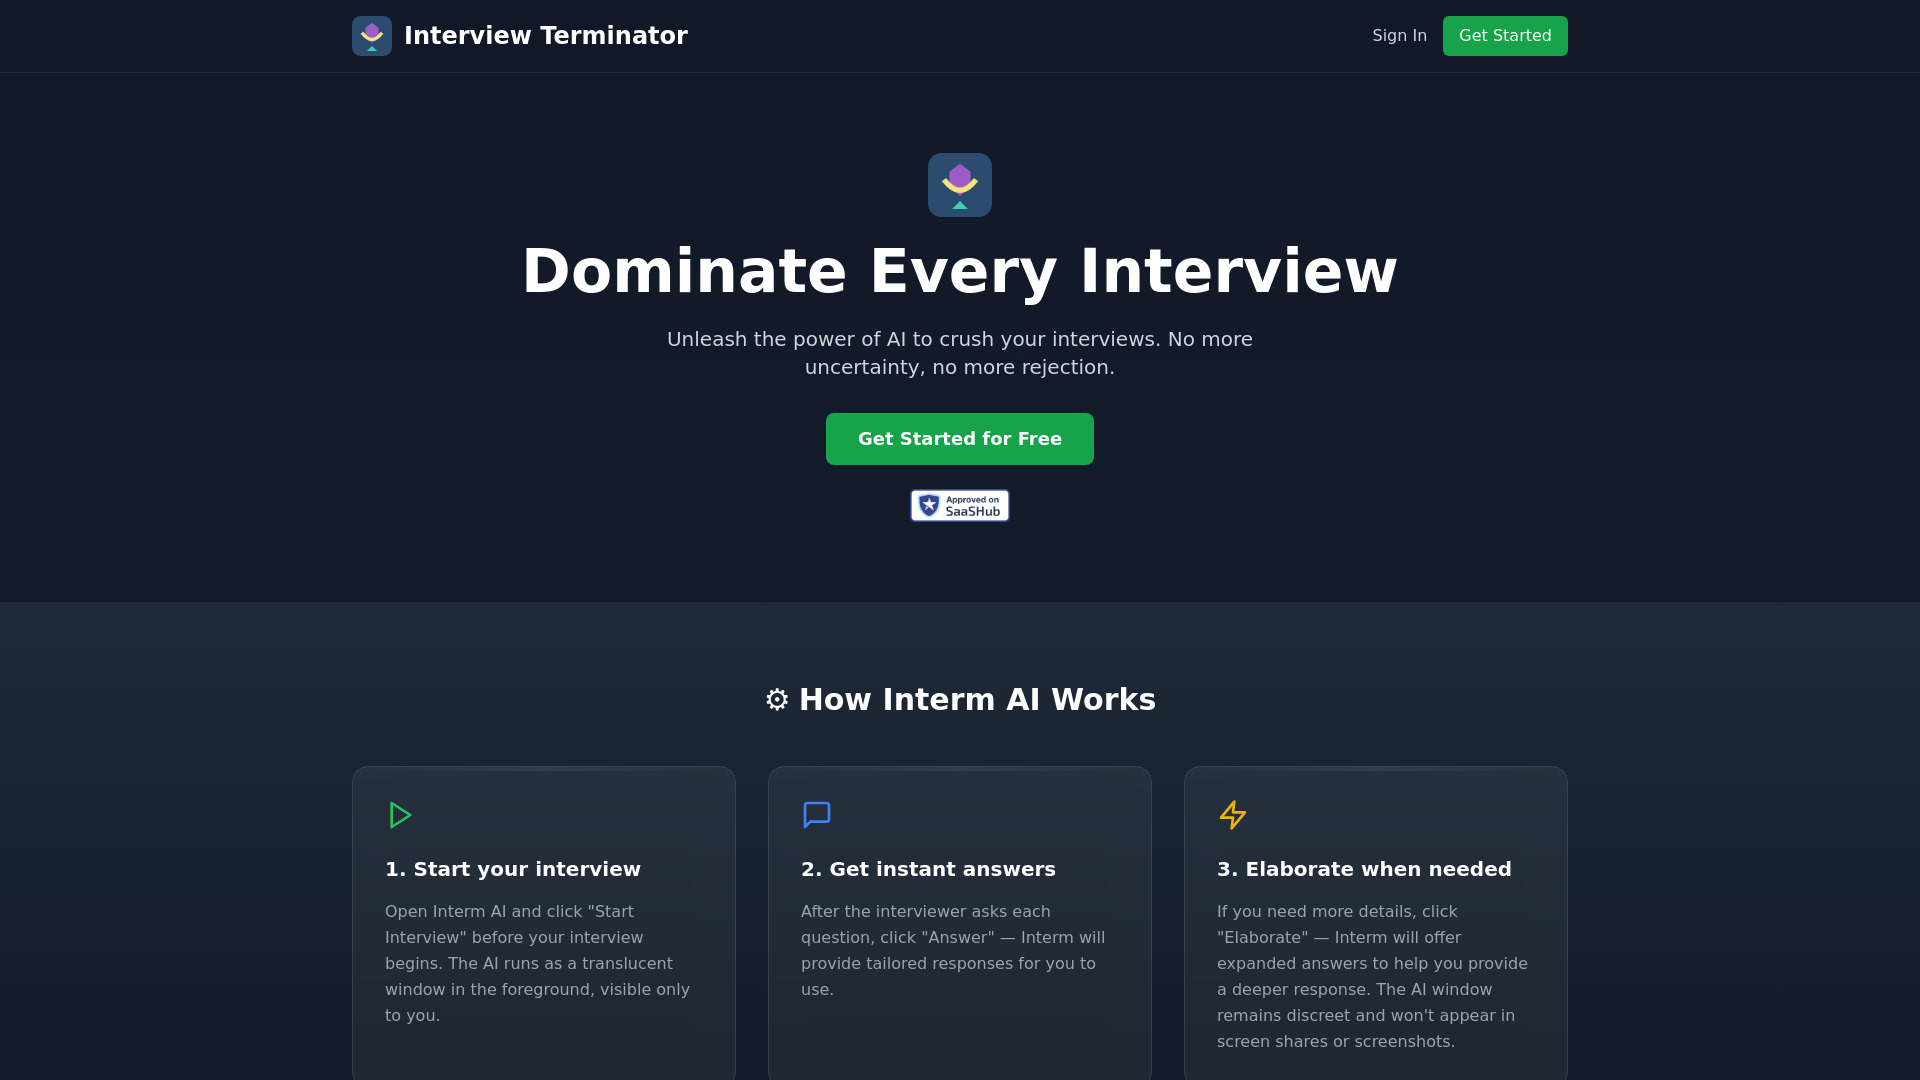 Interview Terminator
Sign In
Get Started
Dominate Every Interview
Unleash the power of AI to crush your interviews. No more
uncertainty, no more rejection.
Get Started for Free
Approved on
SaaSHub
⚙ How Interm AI Works
1. Start your interview
Open Interm AI and click "Start
Interview" before your interview
begins. The AI runs as a translucent
window in the foreground, visible only
to you.
2. Get instant answers
After the interviewer asks each
question, click "Answer" — Interm will
provide tailored responses for you to
use.
3. Elaborate when needed
If you need more details, click
"Elaborate" — Interm will offer
expanded answers to help you provide
a deeper response. The AI window
remains discreet and won't appear in
screen shares or screenshots.